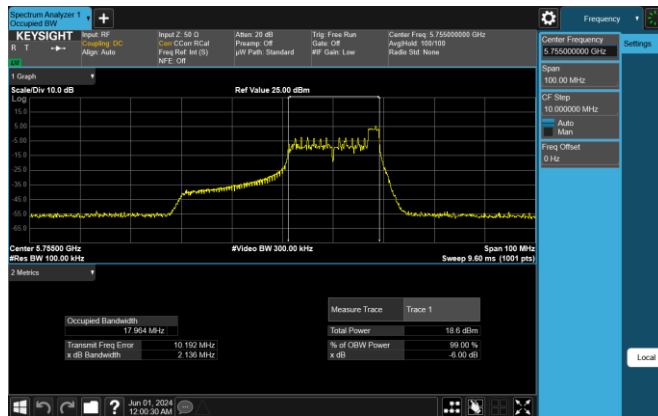 Spectrum Analyzer 1
Occupied BW
+
Frequency
KEYSIGHT
R T
Input: RF
Coupling: DC
Align: Auto
Input Z: 50 Ω
Corr CCorr RCal
Freq Ref: Int (S)
NFE: Off
Atten: 20 dB
Preamp: Off
µW Path: Standard
Trig: Free Run
Gate: Off
#IF Gain: Low
Center Freq: 5.755000000 GHz
Avg|Hold: 100/100
Radio Std: None
Center Frequency
5.755000000 GHz
Settings
Span
100.00 MHz
CF Step
10.000000 MHz
Auto
Man
Freq Offset
0 Hz
1 Graph
Scale/Div 10.0 dB
Ref Value 25.00 dBm
Log
15.0
5.00
-5.00
-15.0
-25.0
-35.0
-45.0
-55.0
-65.0
Center 5.75500 GHz
#Res BW 100.00 kHz
#Video BW 300.00 kHz
Span 100 MHz
Sweep 9.60 ms (1001 pts)
2 Metrics
Occupied Bandwidth
17.964 MHz
Transmit Freq Error 10.192 MHz
x dB Bandwidth 2.136 MHz
Measure Trace Trace 1
Total Power 18.6 dBm
% of OBW Power 99.00 %
x dB -6.00 dB
Local
?
Jun 01, 2024
12:00:30 AM